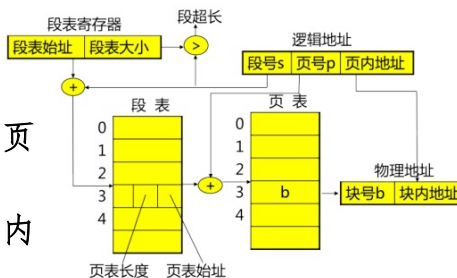 段表寄存器
段超长
段表始址 段表大小
>
逻辑地址
段号s 页号p 页内地址
+
段 表
页 表
0
1
2
3
4
+
0
1
2
3 b
4
物理地址
块号b 块内地址
页
内
页表长度 页表始址